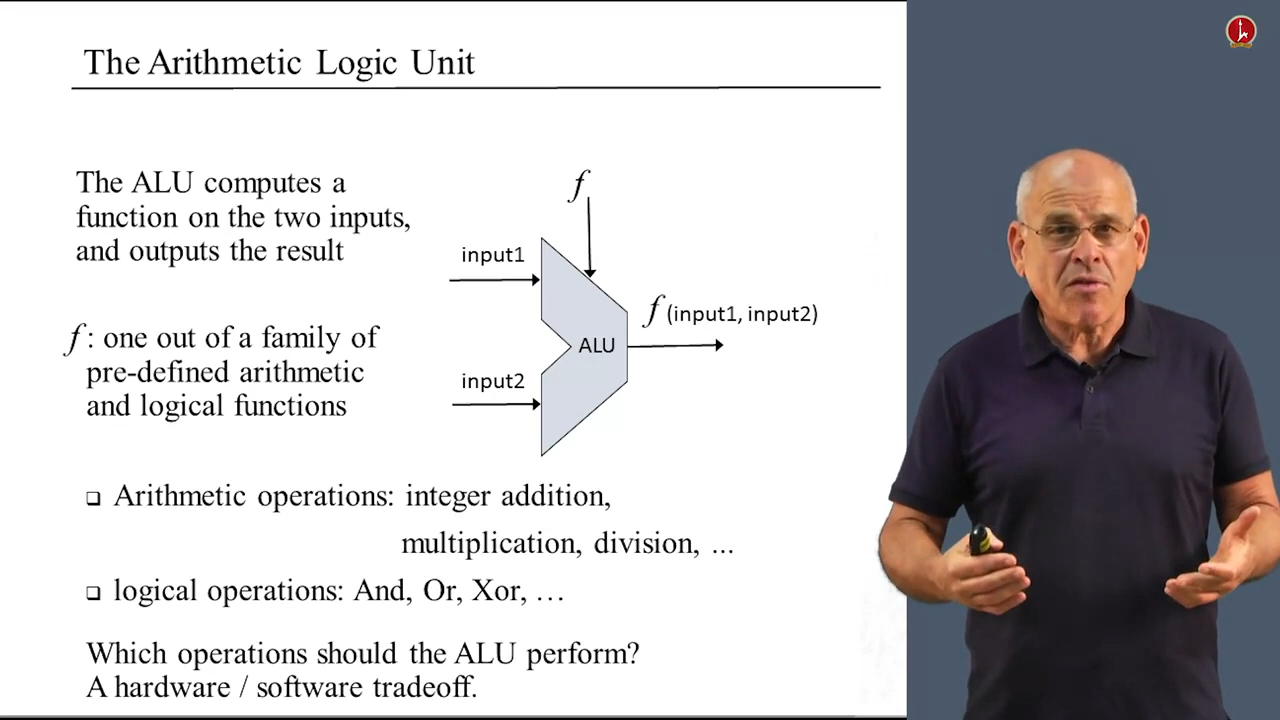 The Arithmetic Logic Unit
The ALU computes a
function on the two inputs,
and outputs the result
f: one out of a family of
pre-defined arithmetic
and logical functions
f
input1
f (input1, input2)
ALU
input2
❑ Arithmetic operations: integer addition,
multiplication, division, ...
❑ logical operations: And, Or, Xor, …
Which operations should the ALU perform?
A hardware / software tradeoff.